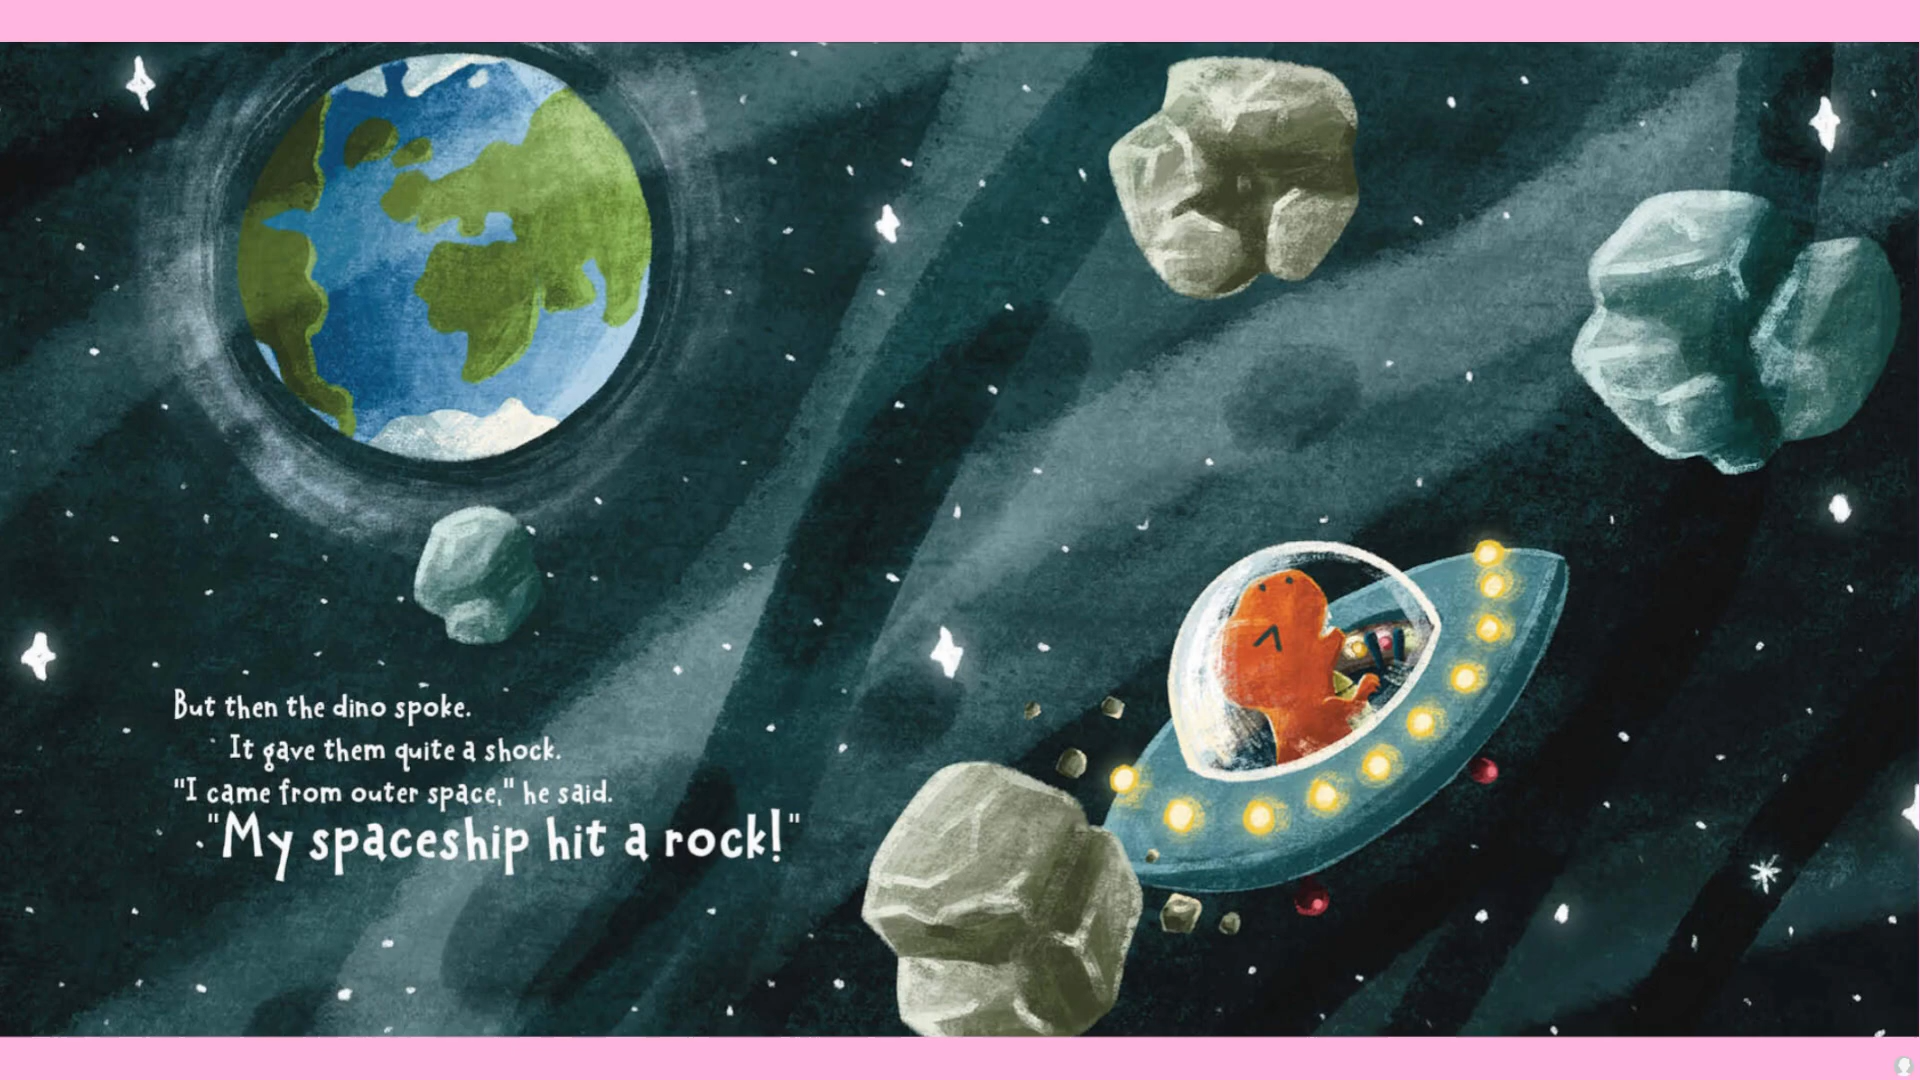 But then the dino spoke.
It gave them quite a shock.
"I came from outer space," he said.
"My spaceship hit a rock!"